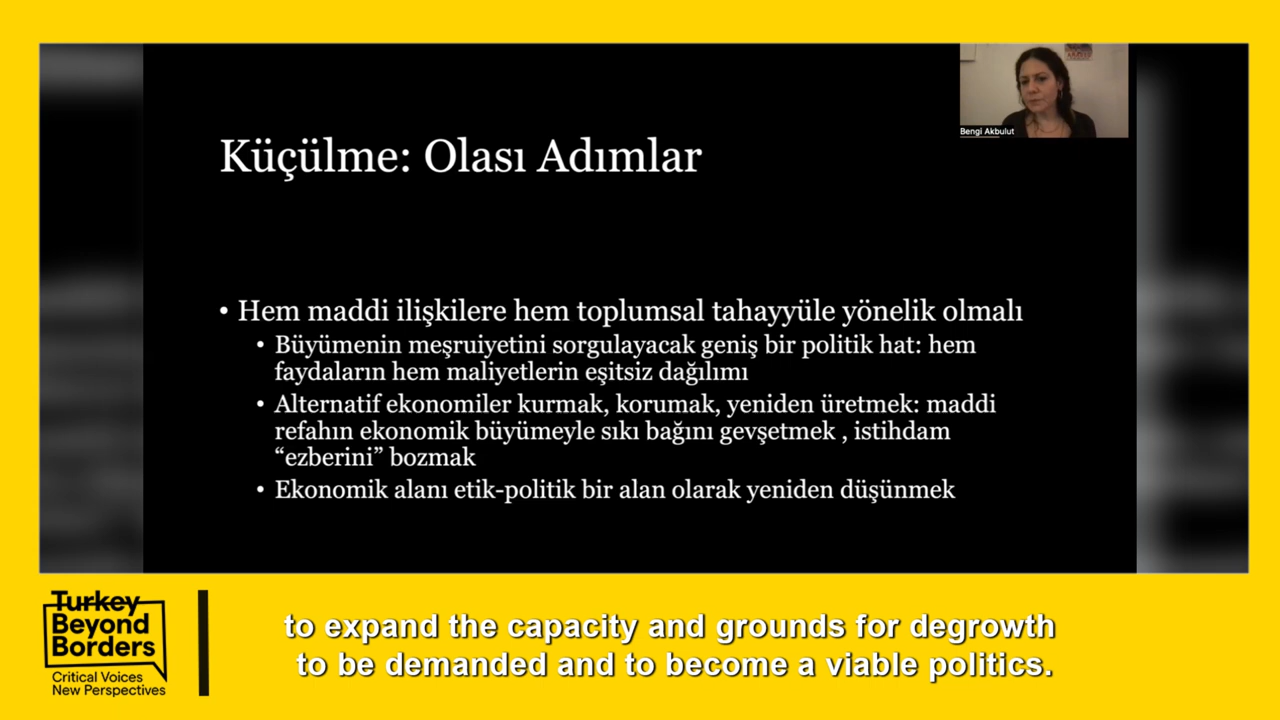 Bengi Akbulut
Küçülme: Olası Adımlar
• Hem maddi ilişkilere hem toplumsal tahayyüle yönelik olmalı
• Büyümenin meşruiyetini sorgulayacak geniş bir politik hat: hem
faydaların hem maliyetlerin eşitsiz dağılımı
• Alternatif ekonomiler kurmak, korumak, yeniden üretmek: maddi
refahın ekonomik büyümeyle sıkı bağını gevşetmek , istihdam
“ezberini” bozmak
• Ekonomik alanı etik-politik bir alan olarak yeniden düşünmek
Turkey
Beyond
Borders
Critical Voices
New Perspectives
to expand the capacity and grounds for degrowth
to be demanded and to become a viable politics.